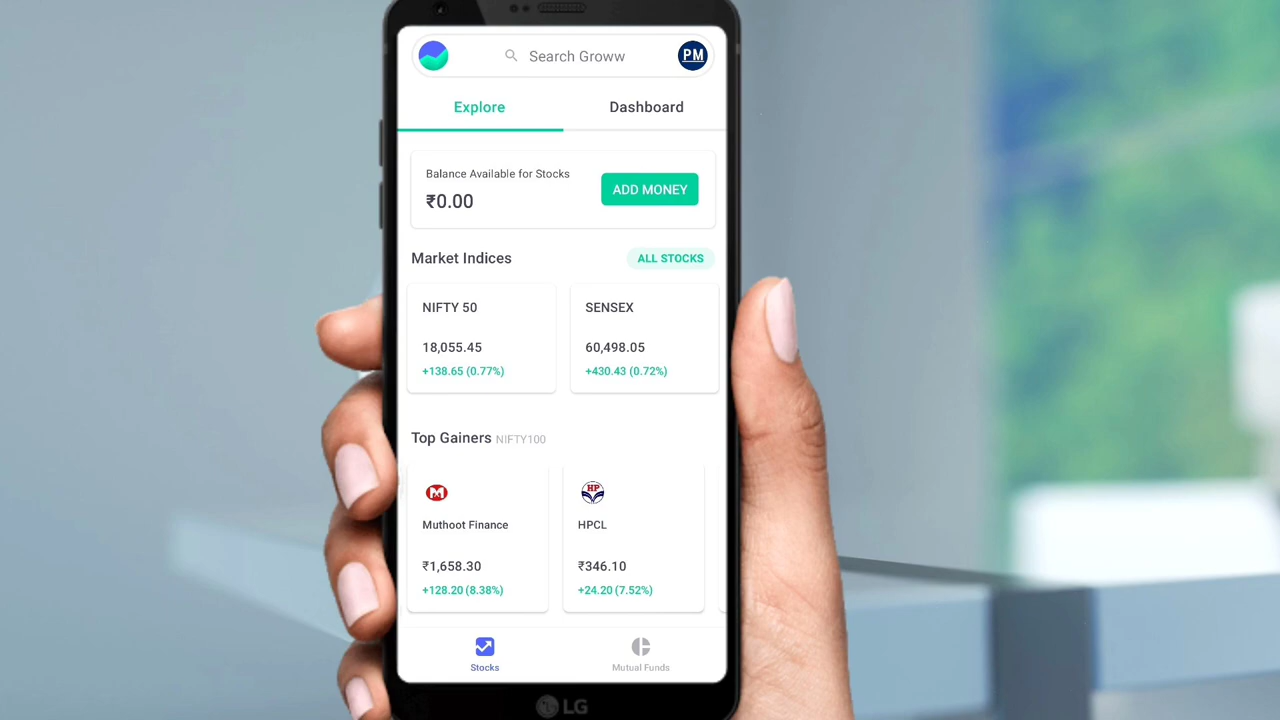 Search Groww
PM
Explore
Dashboard
Balance Available for Stocks
₹0.00
ADD MONEY
Market Indices
ALL STOCKS
NIFTY 50
SENSEX
18,055.45
60,498.05
+138.65 (0.77%)
+430.43 (0.72%)
Top Gainers NIFTY100
M
HP
Muthoot Finance
HPCL
₹1,658.30
₹346.10
+128.20 (8.38%)
+24.20 (7.52%)
Stocks
Mutual Funds
LG